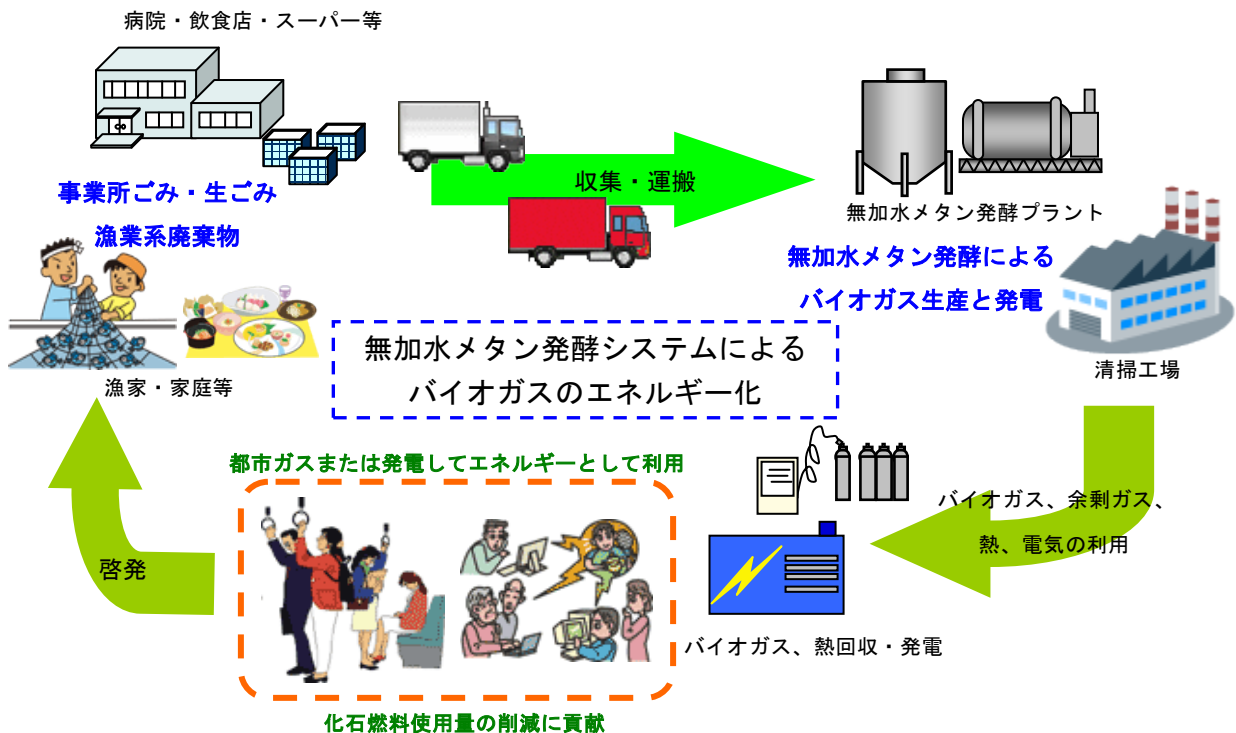 病院・飲食店・スーパー等
事業所ごみ・生ごみ
漁業系廃棄物
漁家・家庭等
収集・運搬
無加水メタン発酵プラント
無加水メタン発酵による
バイオガス生産と発電
清掃工場
無加水メタン発酵システムによる
バイオガスのエネルギー化
バイオガス、余剰ガス、
熱、電気の利用
バイオガス、熱回収・発電
都市ガスまたは発電してエネルギーとして利用
化石燃料使用量の削減に貢献
啓発